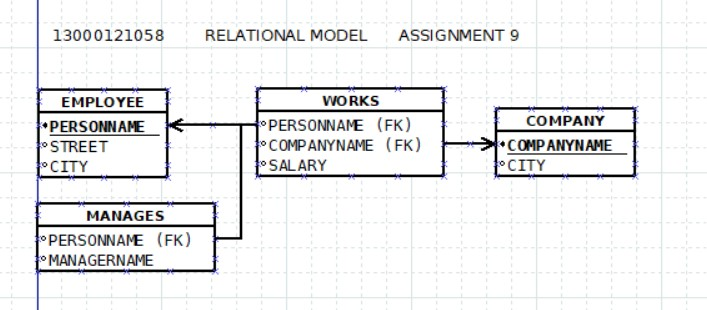 13000121058 RELATIONAL MODEL ASSIGNMENT 9
EMPLOYEE
PERSONNAME
STREET
CITY
WORKS
PERSONNAME (FK)
COMPANYNAME (FK)
SALARY
COMPANY
COMPANYNAME
CITY
MANAGES
PERSONNAME (FK)
MANAGERNAME